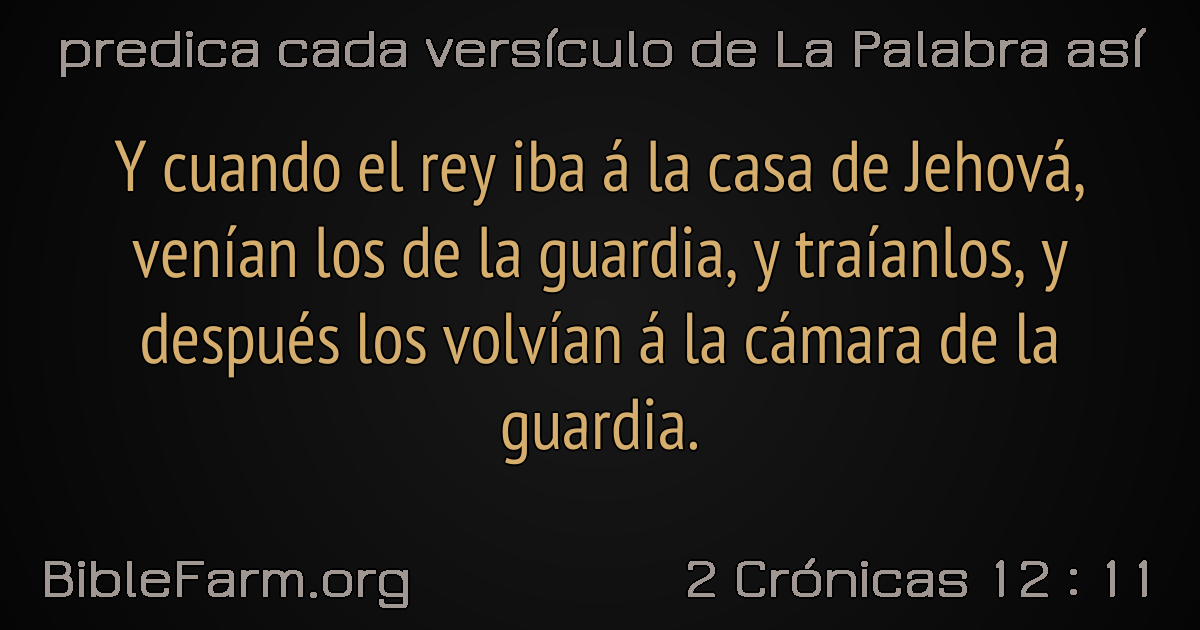 predica cada versículo de La Palabra así
Y cuando el rey iba á la casa de Jehová,
venían los de la guardia, y traíanlos, y
después los volvían á la cámara de la
guardia.
BibleFarm.org
2 Crónicas 12 : 11